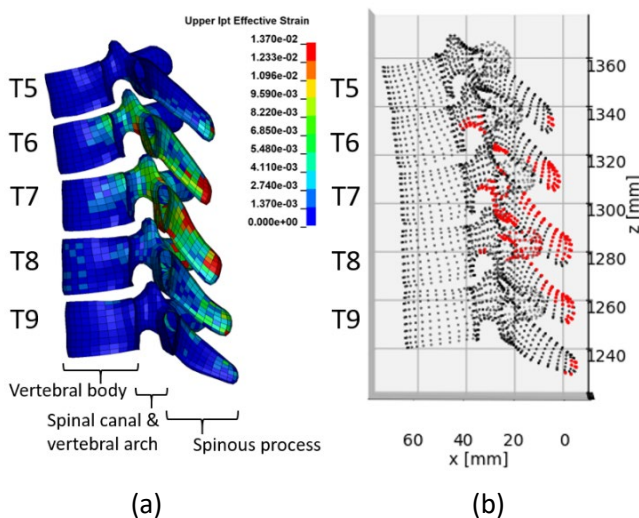 Upper Ipt Effective Strain
1.370e-02
1.233e-02
1.096e-02
9.590e-03
8.220e-03
6.850e-03
5.480e-03
4.110e-03
2.740e-03
1.370e-03
0.000e+00
T5
T6
T7
T8
T9
Vertebral body
Spinal canal &
vertebral arch
Spinous process
(a)
T5
T6
T7
T8
T9
1360
1340
1320
1300
1280
1260
1240
z [mm]
60 40 20 0
x [mm]
(b)